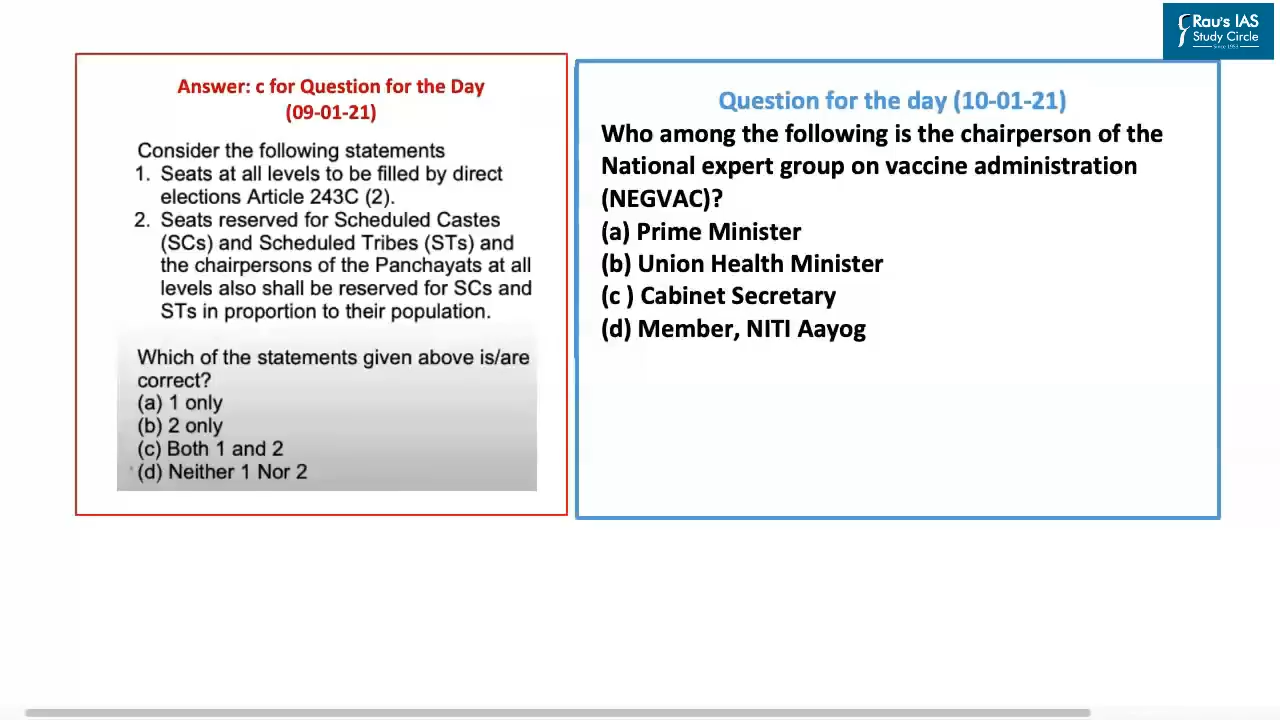 Rau's IAS
Study Circle
Since 1953
Answer: c for Question for the Day
(09-01-21)
Consider the following statements
1. Seats at all levels to be filled by direct
elections Article 243C (2).
2. Seats reserved for Scheduled Castes
(SCs) and Scheduled Tribes (STs) and
the chairpersons of the Panchayats at all
levels also shall be reserved for SCs and
STs in proportion to their population.
Which of the statements given above is/are
correct?
(a) 1 only
(b) 2 only
(c) Both 1 and 2
(d) Neither 1 Nor 2
Question for the day (10-01-21)
Who among the following is the chairperson of the
National expert group on vaccine administration
(NEGVAC)?
(a) Prime Minister
(b) Union Health Minister
(c ) Cabinet Secretary
(d) Member, NITI Aayog